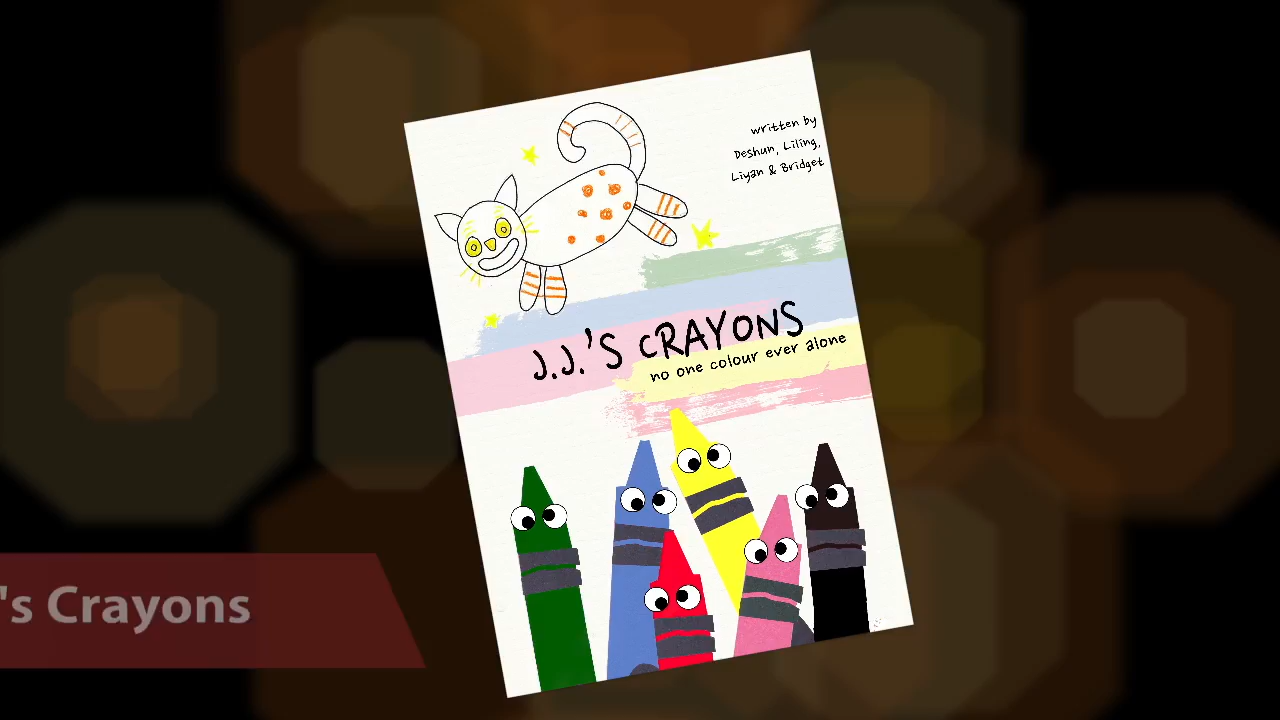 written by
Deshun, Liling,
Liyan & Bridget
J.J.'S CRAYONS
no one colour ever alone
's Crayons